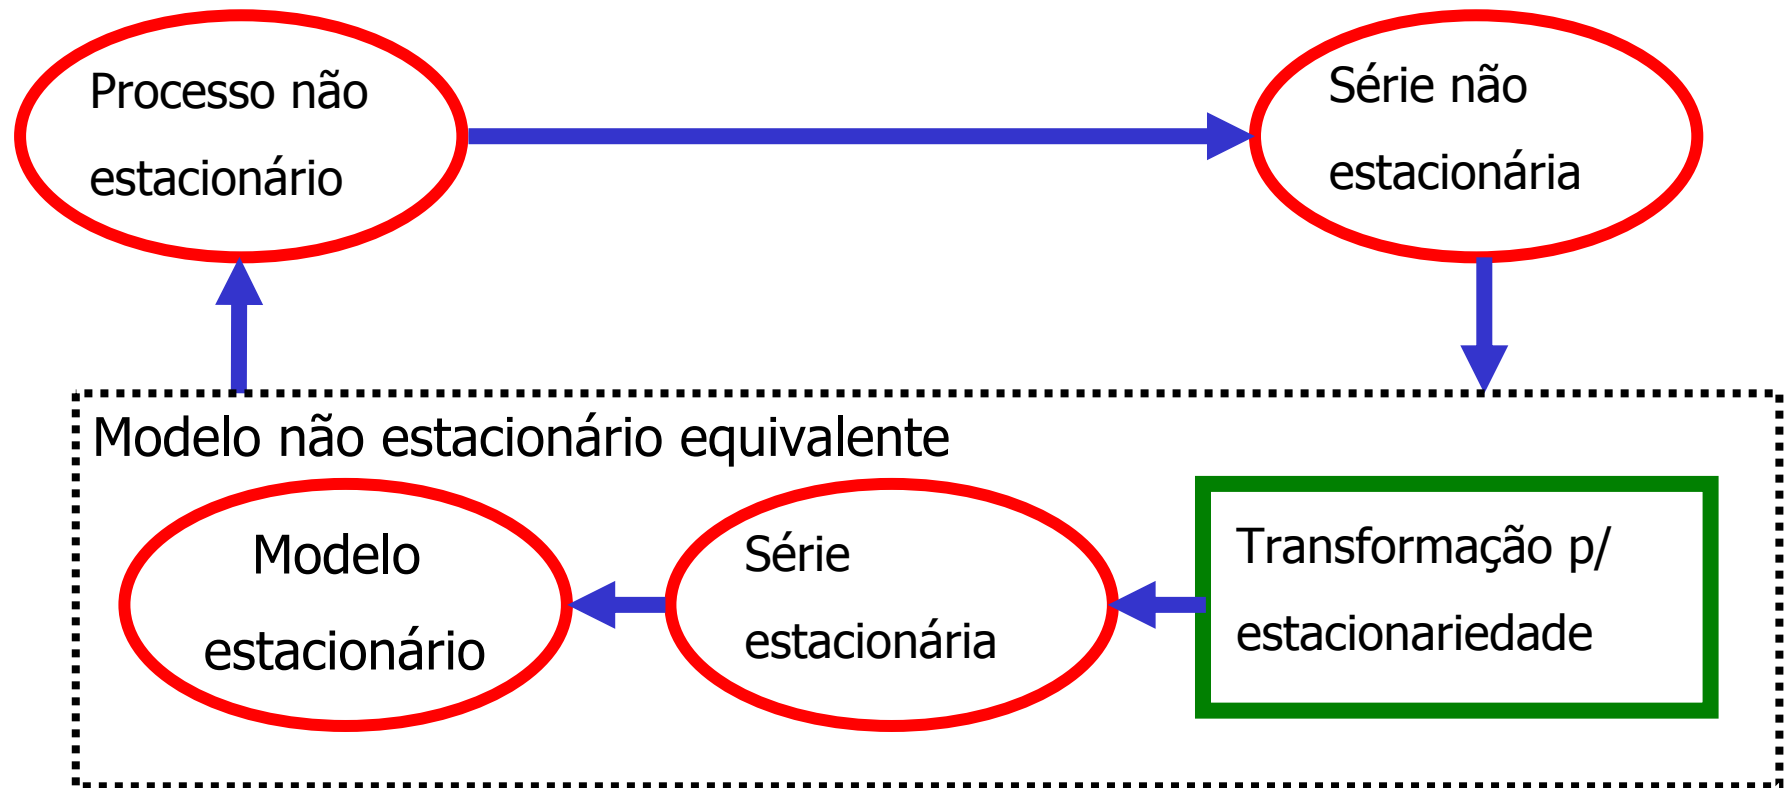 Processo não
estacionário
Série não
estacionária
Modelo não estacionário equivalente
Modelo
estacionário
Série
estacionária
Transformação p/
estacionariedade